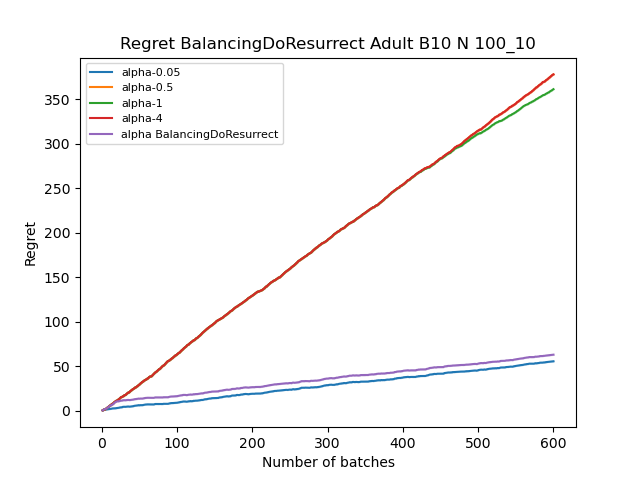 Regret BalancingDoResurrect Adult B10 N 100_10
alpha-0.05
alpha-0.5
alpha-1
alpha-4
alpha BalancingDoResurrect
350
300
250
200
150
100
50
0
Regret
0 100 200 300 400 500 600
Number of batches